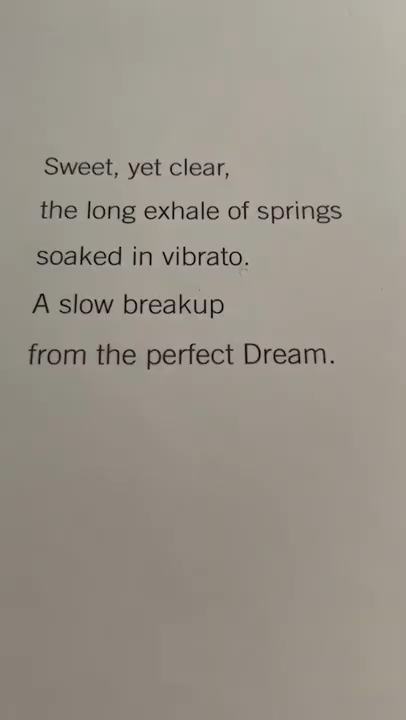 Sweet, yet clear,
the long exhale of springs
soaked in vibrato.
A slow breakup
from the perfect Dream.